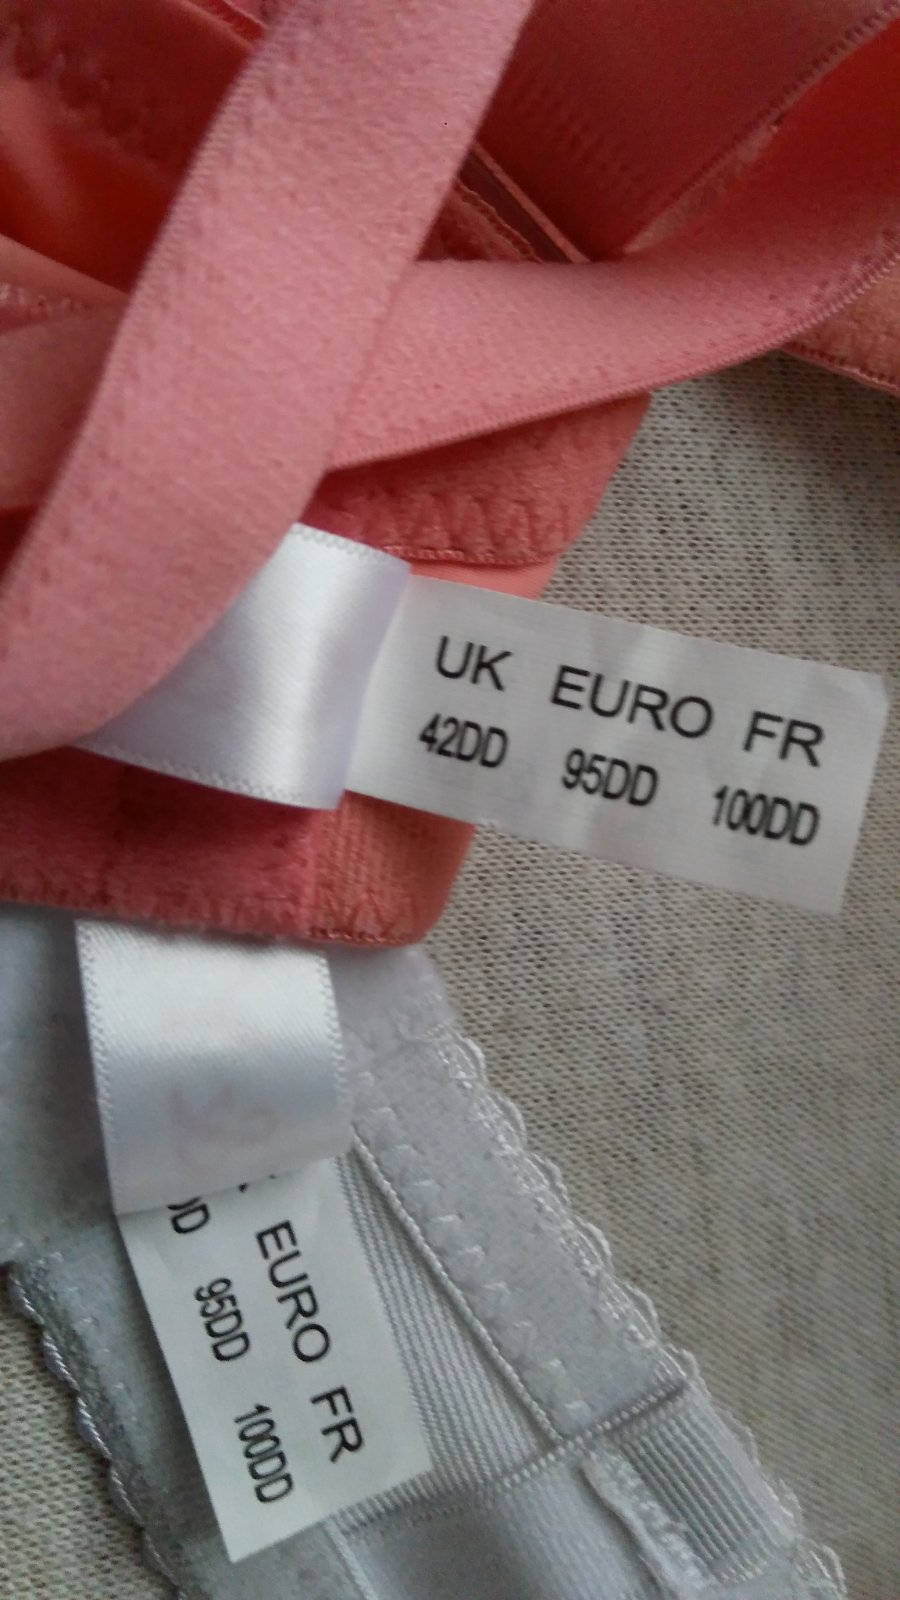 UK EURO FR
42DD 95DD 100DD
EURO FR
95DD 100DD